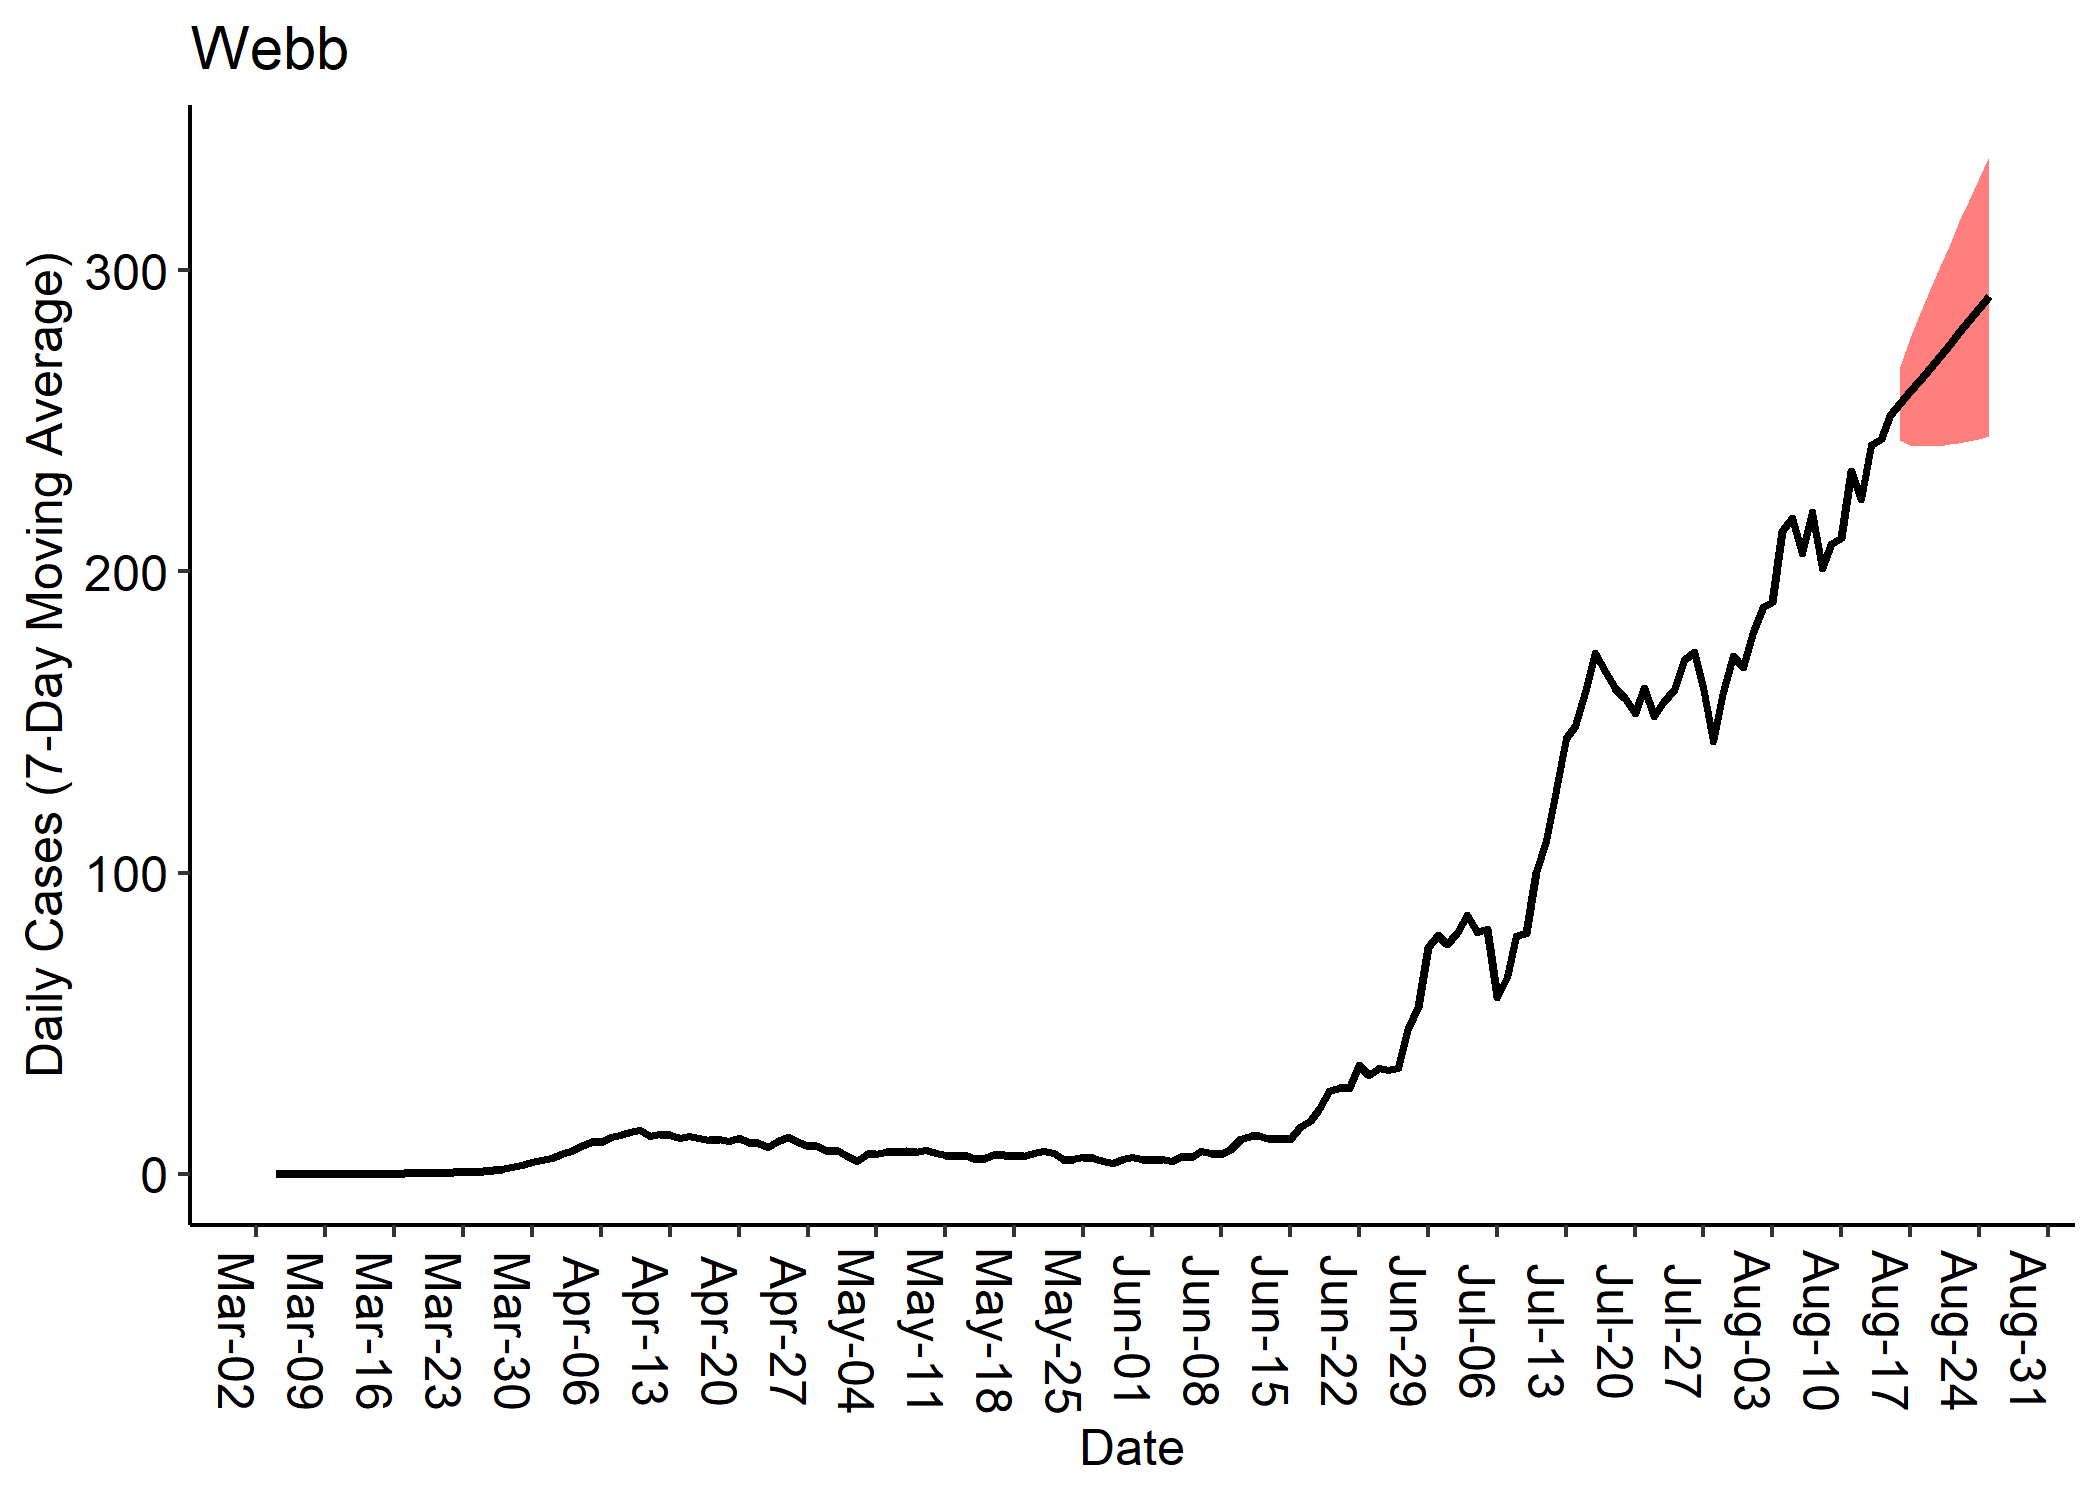 Webb
Daily Cases (7-Day Moving Average)
300
200
100
0
Mar-02
Mar-09
Mar-16
Mar-23
Mar-30
Apr-06
Apr-13
Apr-20
Apr-27
May-04
May-11
May-18
May-25
Jun-01
Jun-08
Jun-15
Jun-22
Jun-29
Jul-06
Jul-13
Jul-20
Jul-27
Aug-03
Aug-10
Aug-17
Aug-24
Aug-31
Date